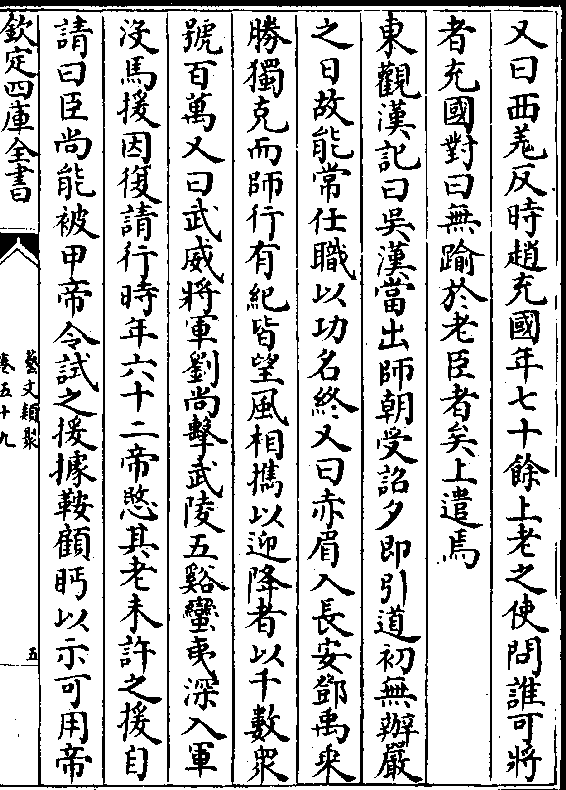 又曰西羌反時趙充國年七十餘上老之使問誰可將
者充國對曰無踰於老臣者矣上遣焉
東觀漢記曰吳漢當出師朝受詔夕即引道初無辦嚴
之日故能常仕職以功名終又曰赤眉入長安鄧禹乗
勝獨克而師行有紀皆望風相攜以迎降者以千數衆
號百萬又曰武威將軍劉尚擊武陵五谿蠻夷深入軍
沒馬援因復請行時年六十二帝愍其老未許之援自
請曰臣尚能被甲帝令試之援據鞍顧眄以示可用帝
欽定四庫全書
藝文類聚
卷五十九
五